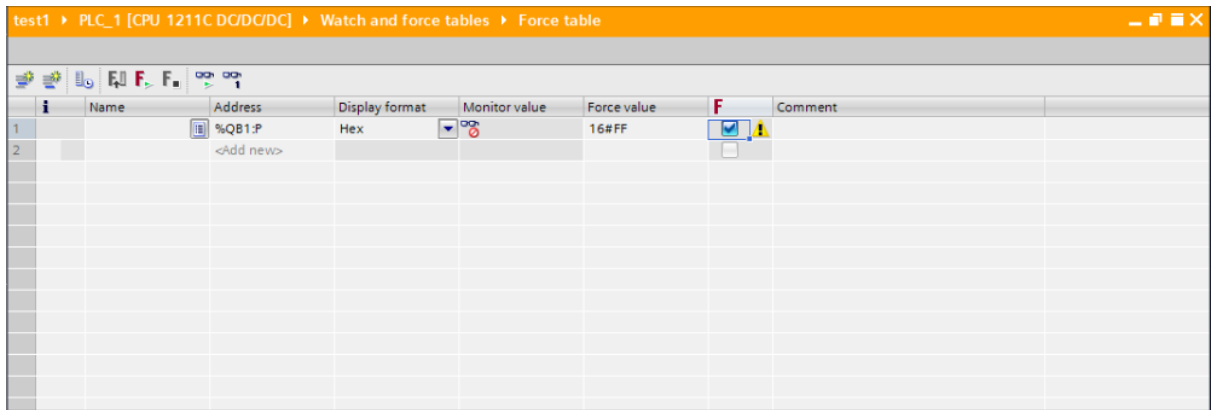 test1 ▸ PLC_1 [CPU 1211C DC/DC/DC] ▸ Watch and force tables ▸ Force table
F F F 1
i Name Address Display format Monitor value Force value F Comment
1 %QB1:P Hex 16#FF
2 <Add new>